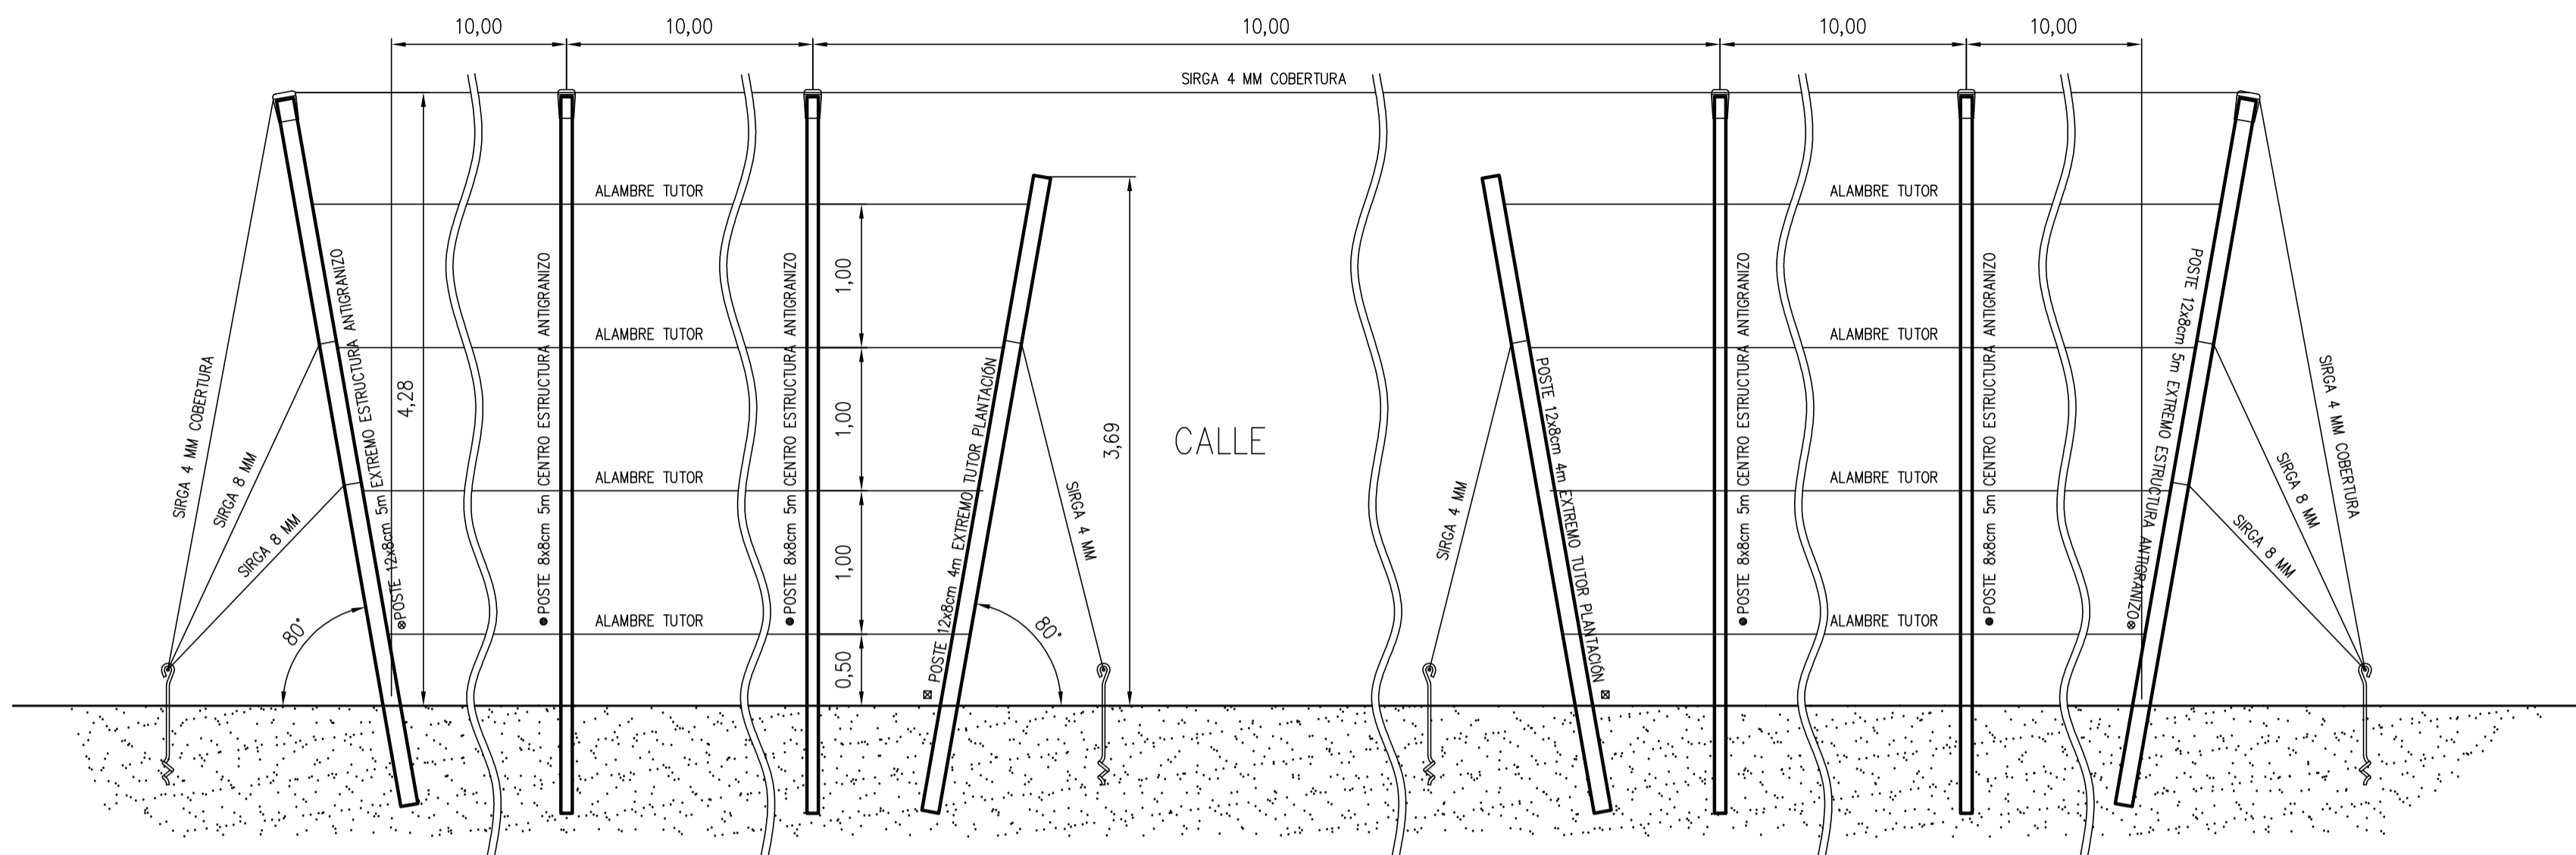 10,00
10,00
10,00
10,00
10,00
SIRGA 4 MM COBERTURA
ALAMBRE TUTOR
ALAMBRE TUTOR
ALAMBRE TUTOR
ALAMBRE TUTOR
ALAMBRE TUTOR
ALAMBRE TUTOR
ALAMBRE TUTOR
ALAMBRE TUTOR
SIRGA 4 MM COBERTURA
SIRGA 8 MM
SIRGA 8 MM
80°
POSTE 12x8cm 5m EXTREMO ESTRUCTURA ANTIGRANIZO
4,28
POSTE 8x8cm 5m CENTRO ESTRUCTURA ANTIGRANIZO
POSTE 8x8cm 5m CENTRO ESTRUCTURA ANTIGRANIZO
1,00
1,00
1,00
0,50
POSTE 12x8cm 4m EXTREMO TUTOR PLANTACIÓN
80°
SIRGA 4 MM
3,69
CALLE
SIRGA 4 MM
POSTE 12x8cm 4m EXTREMO TUTOR PLANTACIÓN
POSTE 8x8cm 5m CENTRO ESTRUCTURA ANTIGRANIZO
POSTE 8x8cm 5m CENTRO ESTRUCTURA ANTIGRANIZO
POSTE 12x8cm 5m EXTREMO ESTRUCTURA ANTIGRANIZO
SIRGA 8 MM
SIRGA 8 MM
SIRGA 4 MM COBERTURA